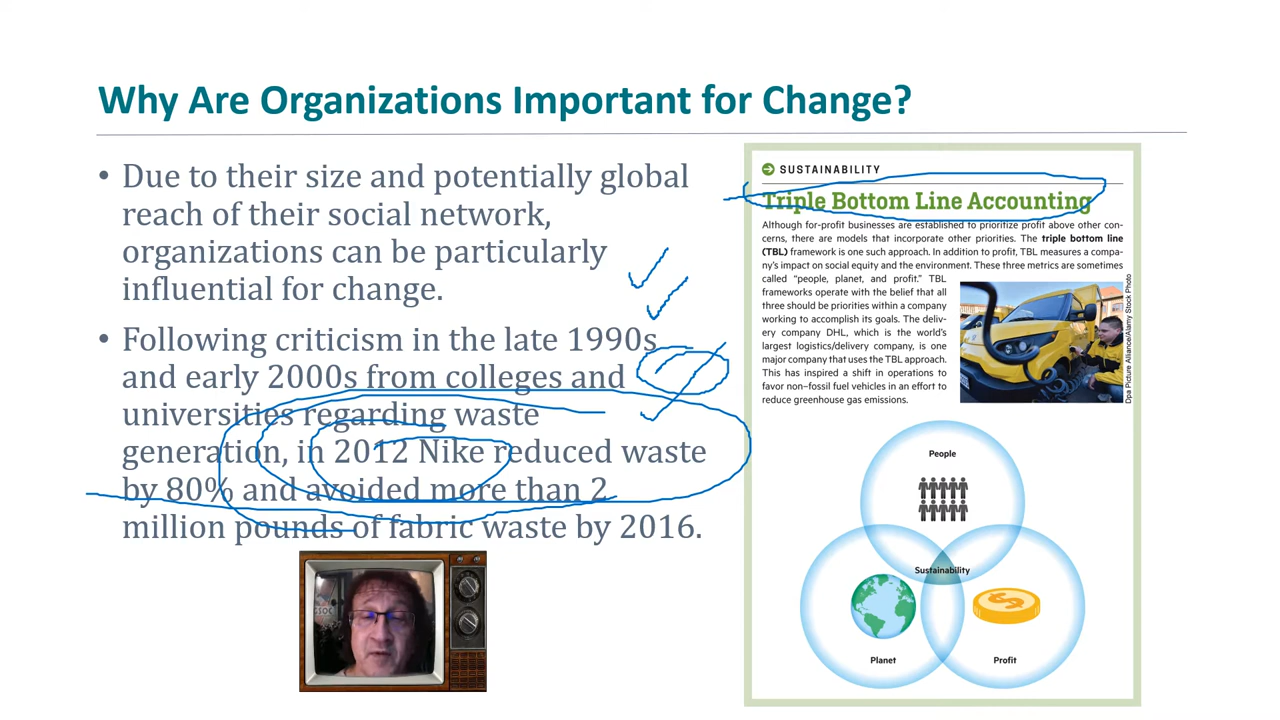 Why Are Organizations Important for Change?
• Due to their size and potentially global
reach of their social network,
organizations can be particularly
influential for change.
• Following criticism in the late 1990s
and early 2000s from colleges and
universities regarding waste
generation, in 2012 Nike reduced waste
by 80% and avoided more than 2
million pounds of fabric waste by 2016.
SUSTAINABILITY
Triple Bottom Line Accounting
Although for-profit businesses are established to prioritize profit above other con-
cerns, there are models that incorporate other priorities. The triple bottom line
(TBL) framework is one such approach. In addition to profit, TBL measures a compa-
ny's impact on social equity and the environment. These three metrics are sometimes
called “people, planet, and profit.” TBL
frameworks operate with the belief that all
three should be priorities within a company
working to accomplish its goals. The deliv-
ery company DHL, which is the world's
largest logistics/delivery company, is one
major company that uses the TBL approach.
This has inspired a shift in operations to
favor non–fossil fuel vehicles in an effort to
reduce greenhouse gas emissions.
Dpa Picture Alliance/Alamy Stock Photo
People
Sustainability
Planet
Profit